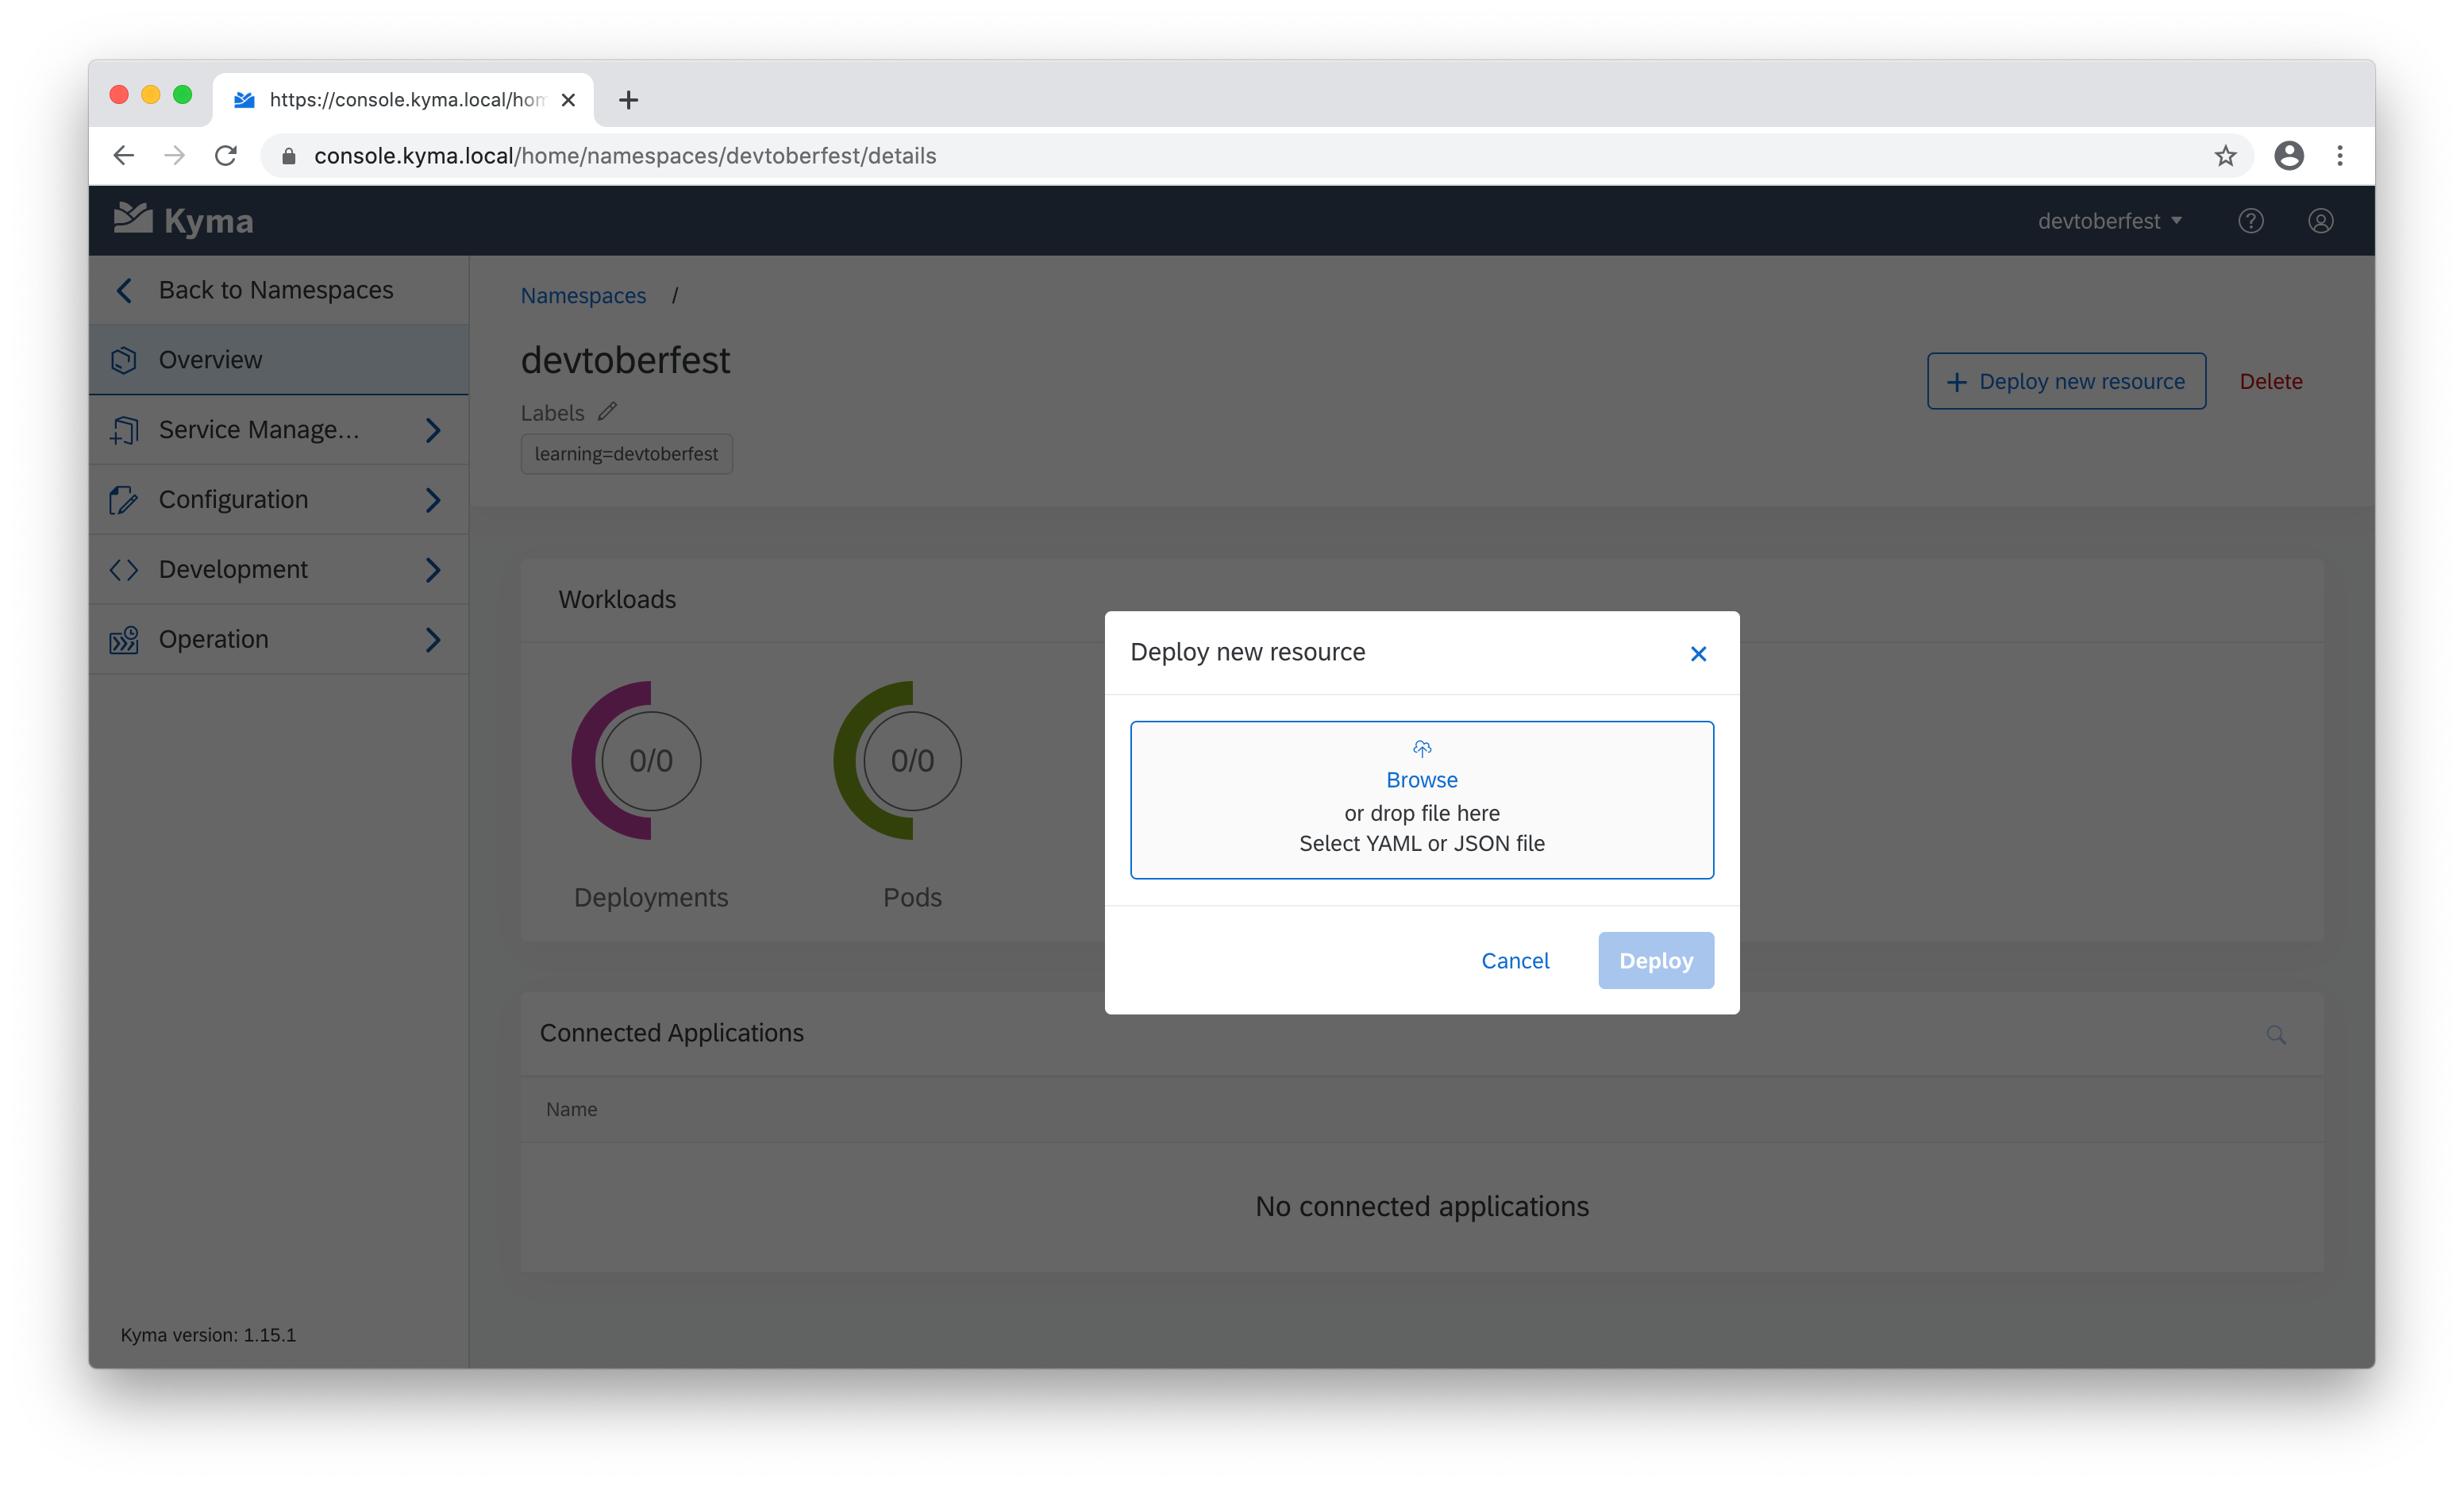 https://console.kyma.local/hom
console.kyma.local/home/namespaces/devtoberfest/details
Kyma
devtoberfest
Back to Namespaces
Overview
Service Manage...
Configuration
Development
Operation
Kyma version: 1.15.1
Namespaces /
devtoberfest
Labels
learning=devtoberfest
+ Deploy new resource
Delete
Workloads
0/0
0/0
Deployments
Pods
Deploy new resource
Browse
or drop file here
Select YAML or JSON file
Cancel
Deploy
Connected Applications
Name
No connected applications